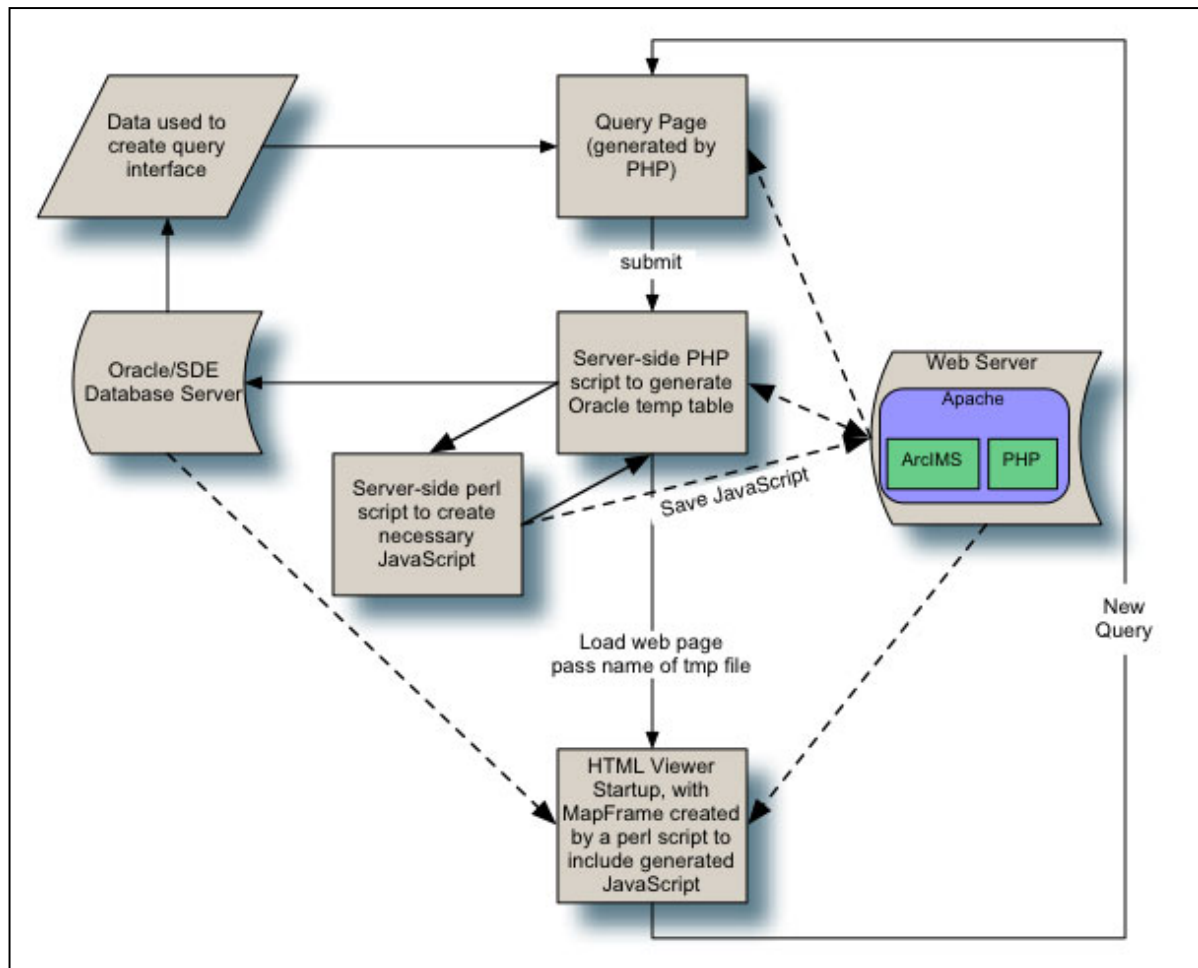 Data used to
create query
interface
Query Page
(generated by
PHP)
submit
Oracle/SDE
Database Server
Server-side PHP
script to generate
Oracle temp table
Web Server
Apache
ArcIMS
PHP
Server-side perl
script to create
necessary
JavaScript
Save JavaScript
New
Query
Load web page
pass name of tmp file
HTML Viewer
Startup, with
MapFrame created
by a perl script to
include generated
JavaScript